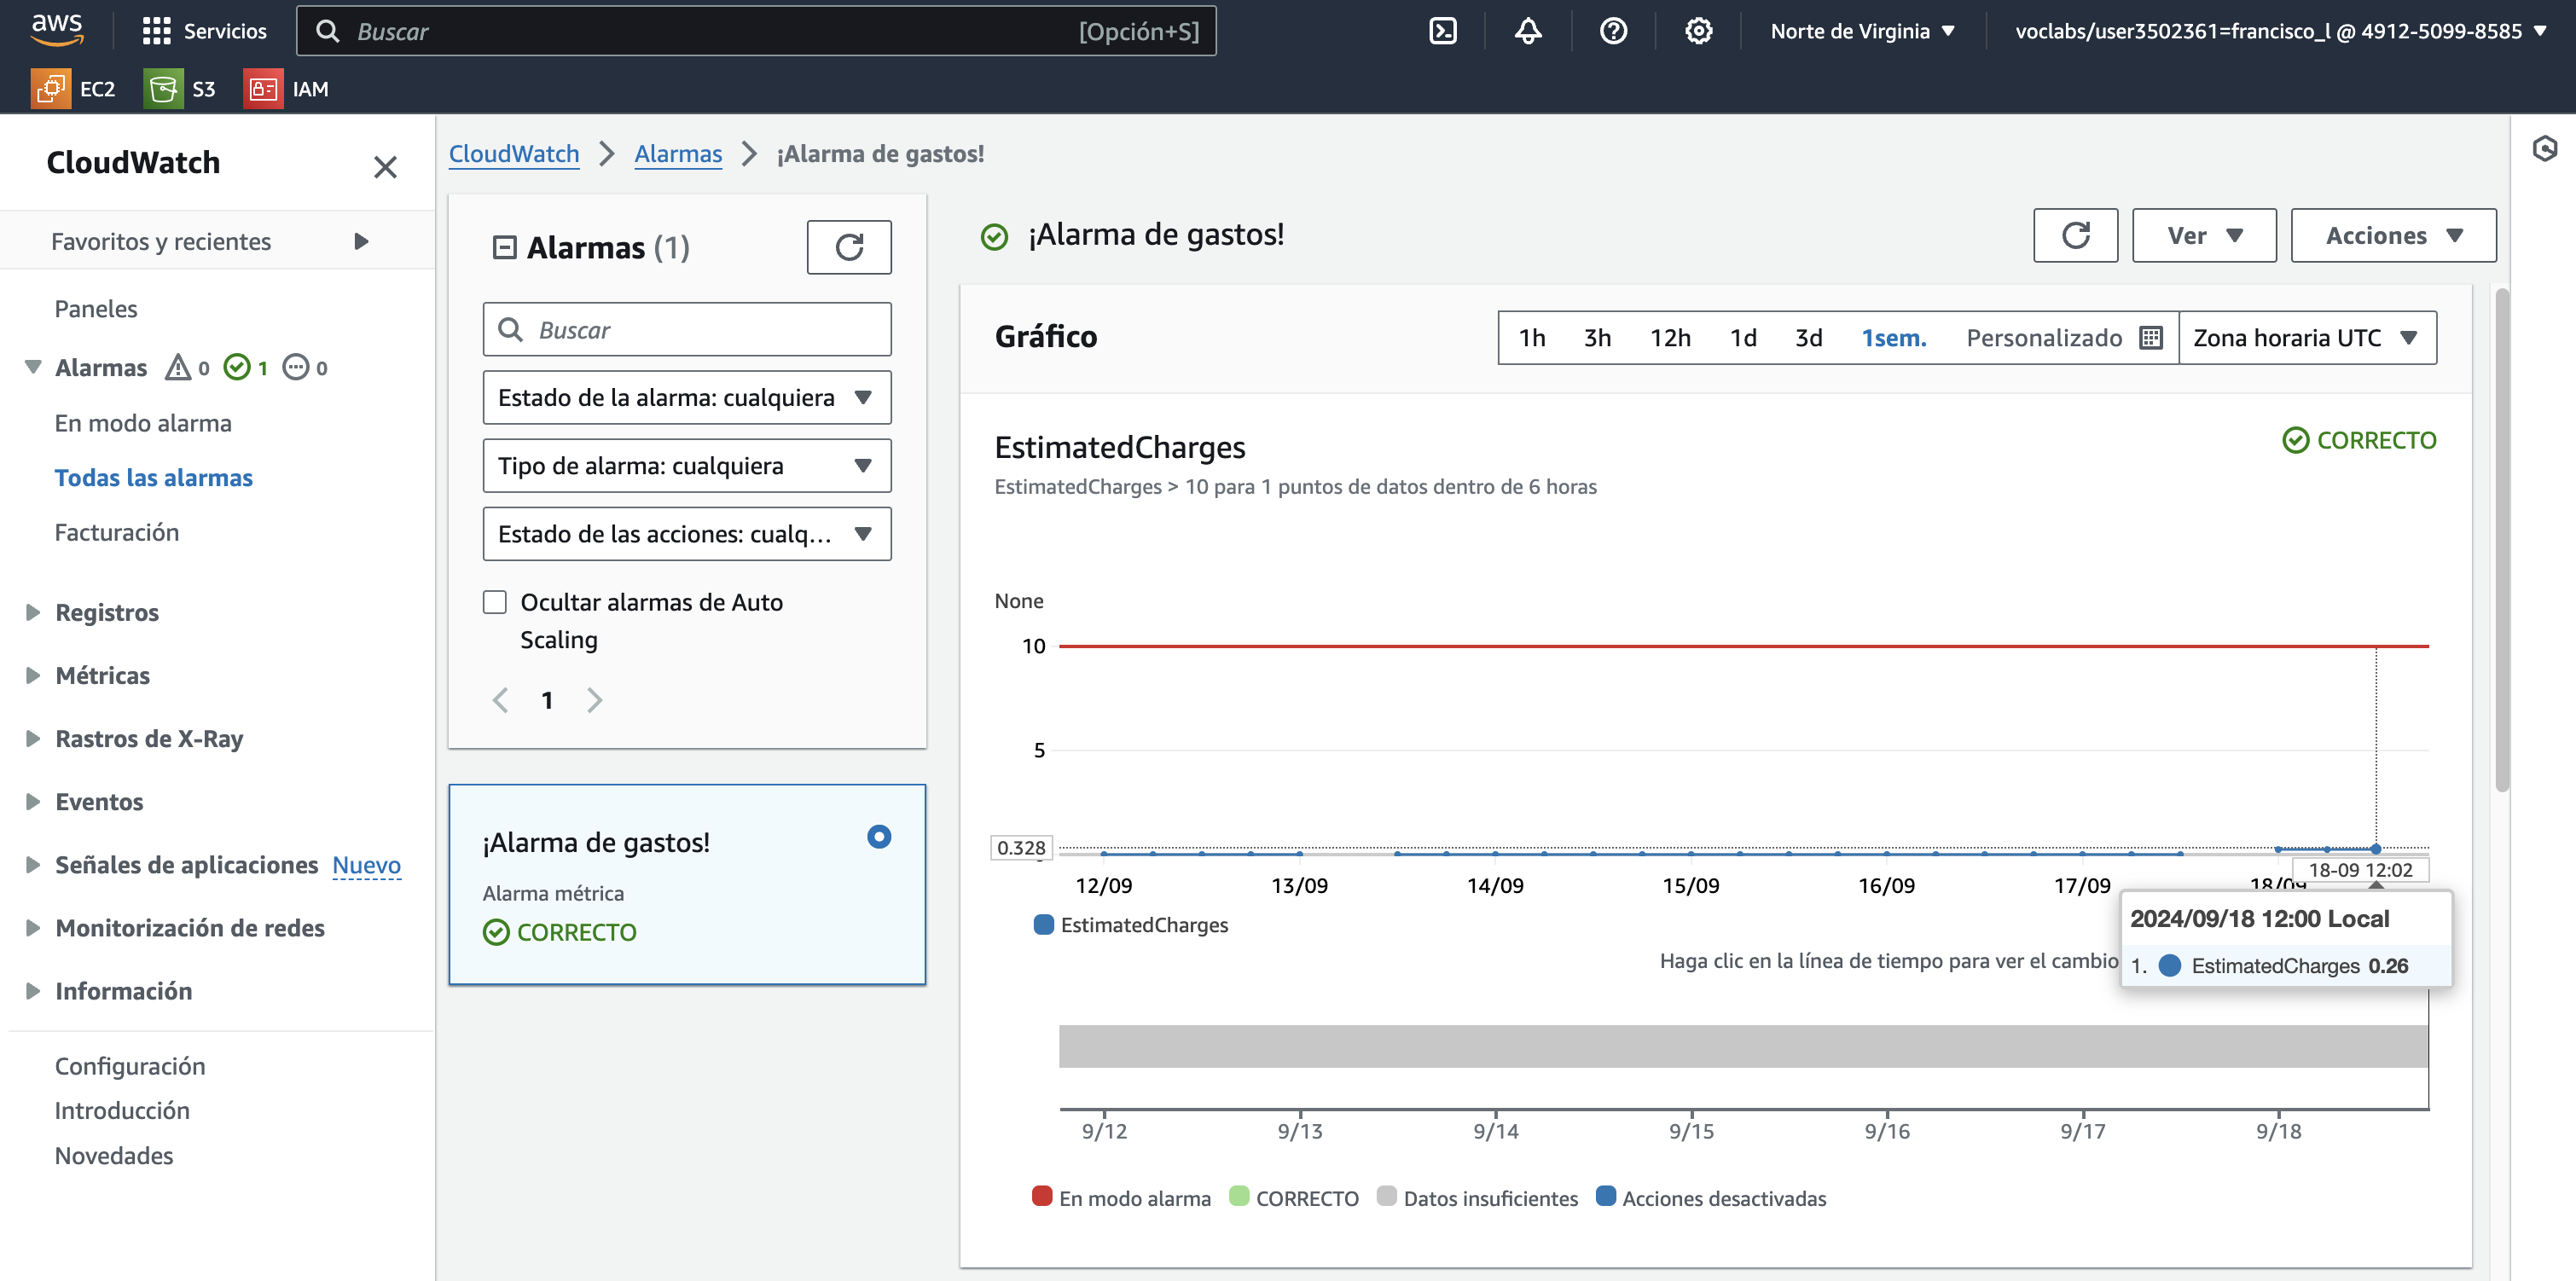 aws
Servicios
Buscar
[Opción+S]
Norte de Virginia
voclabs/user3502361=francisco_l @ 4912-5099-8585
EC2
S3
IAM
CloudWatch
Favoritos y recientes
Paneles
Alarmas 0 1 0
En modo alarma
Todas las alarmas
Facturación
Registros
Métricas
Rastros de X-Ray
Eventos
Señales de aplicaciones Nuevo
Monitorización de redes
Información
Configuración
Introducción
Novedades
CloudWatch
Alarmas
¡Alarma de gastos!
Alarmas (1)
Buscar
Estado de la alarma: cualquiera
Tipo de alarma: cualquiera
Estado de las acciones: cualq...
Ocultar alarmas de Auto
Scaling
1
¡Alarma de gastos!
Alarma métrica
CORRECTO
¡Alarma de gastos!
Ver
Acciones
Gráfico
1h 3h 12h 1d 3d 1sem. Personalizado
Zona horaria UTC
EstimatedCharges
CORRECTO
EstimatedCharges > 10 para 1 puntos de datos dentro de 6 horas
None
10
5
0.328
12/09 13/09 14/09 15/09 16/09 17/09 18/09
18-09 12:02
2024/09/18 12:00 Local
1. EstimatedCharges 0.26
EstimatedCharges
Haga clic en la línea de tiempo para ver el cambio
9/12 9/13 9/14 9/15 9/16 9/17 9/18
En modo alarma CORRECTO Datos insuficientes Acciones desactivadas